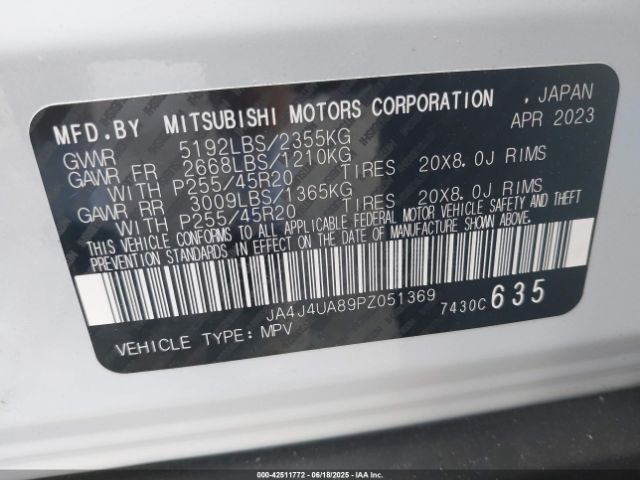 MFD.BY MITSUBISHI MOTORS CORPORATION , JAPAN
APR 2023
GVWR 5192LBS/2355KG
GAWR FR 2668LBS/1210KG
WITH P255/45R20 TIRES 20X8.0J RIMS
GAWR RR 3009LBS/1365KG
WITH P255/45R20 TIRES 20X8.0J RIMS
THIS VEHICLE CONFORMS TO ALL APPLICABLE FEDERAL MOTOR VEHICLE SAFETY AND THEFT
PREVENTION STANDARDS IN EFFECT ON THE DATE OF MANUFACTURE SHOWN ABOVE.
JA4J4UA89PZ051369 7430C 635
VEHICLE TYPE: MPV
000-42511772 - 06/18/2025 - IAA Inc.